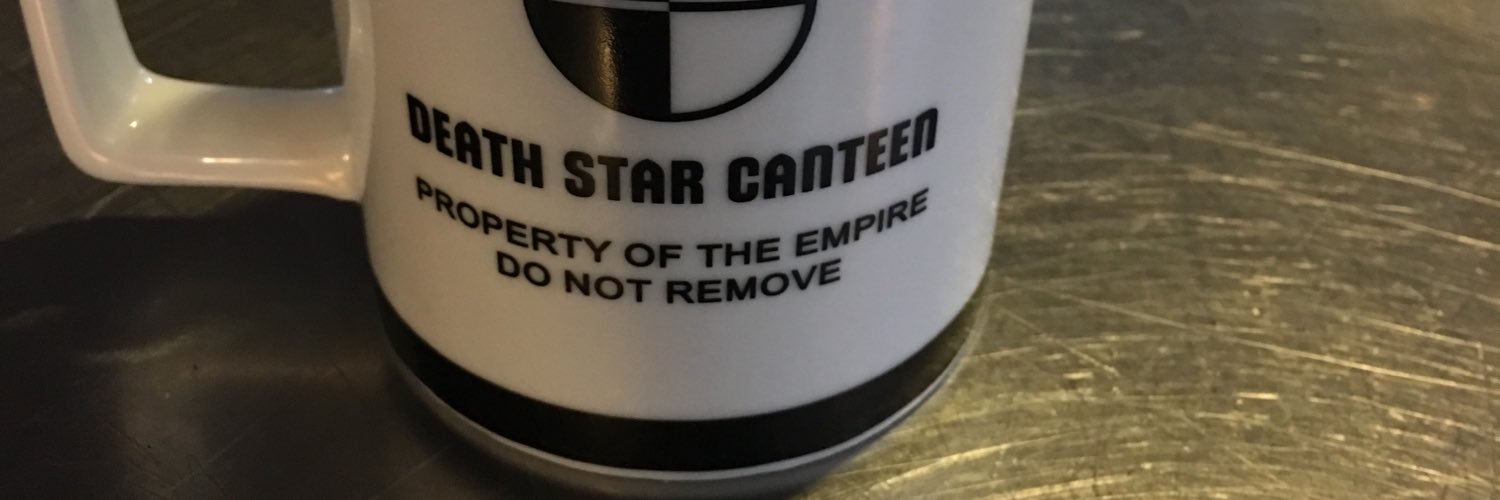 DEATH STAR CANTEEN
PROPERTY OF THE EMPIRE
DO NOT REMOVE